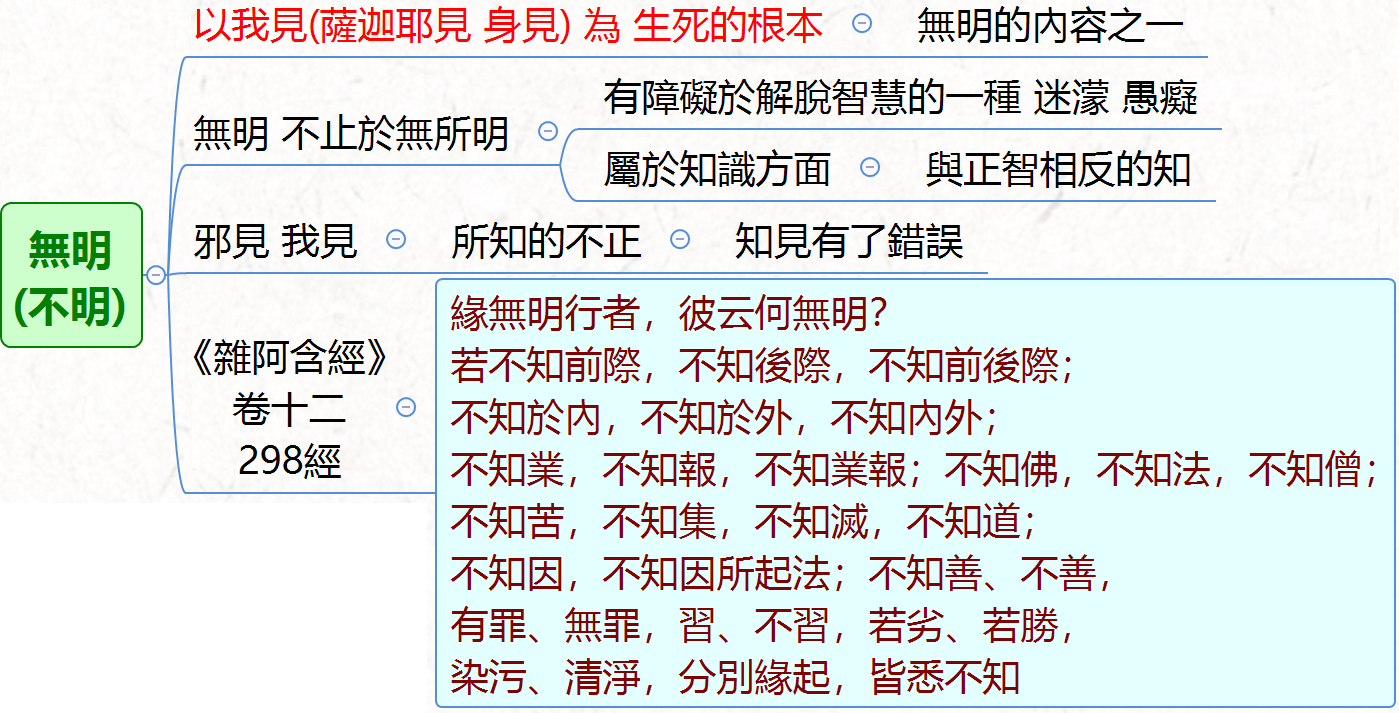 無明
(不明)
以我見(薩迦耶見 身見) 為 生死的根本
無明的內容之一
無明 不止於無所明
有障礙於解脫智慧的一種 迷濛 愚癡
屬於知識方面
與正智相反的知
邪見 我見
所知的不正
知見有了錯誤
《雜阿含經》
卷十二
298經
緣無明行者，彼云何無明？
若不知前際，不知後際，不知前後際；
不知於內，不知於外，不知內外；
不知業，不知報，不知業報；不知佛，不知法，不知僧；
不知苦，不知集，不知滅，不知道；
不知因，不知因所起法；不知善、不善，
有罪、無罪，習、不習，若劣、若勝，
染污、清淨，分別緣起，皆悉不知